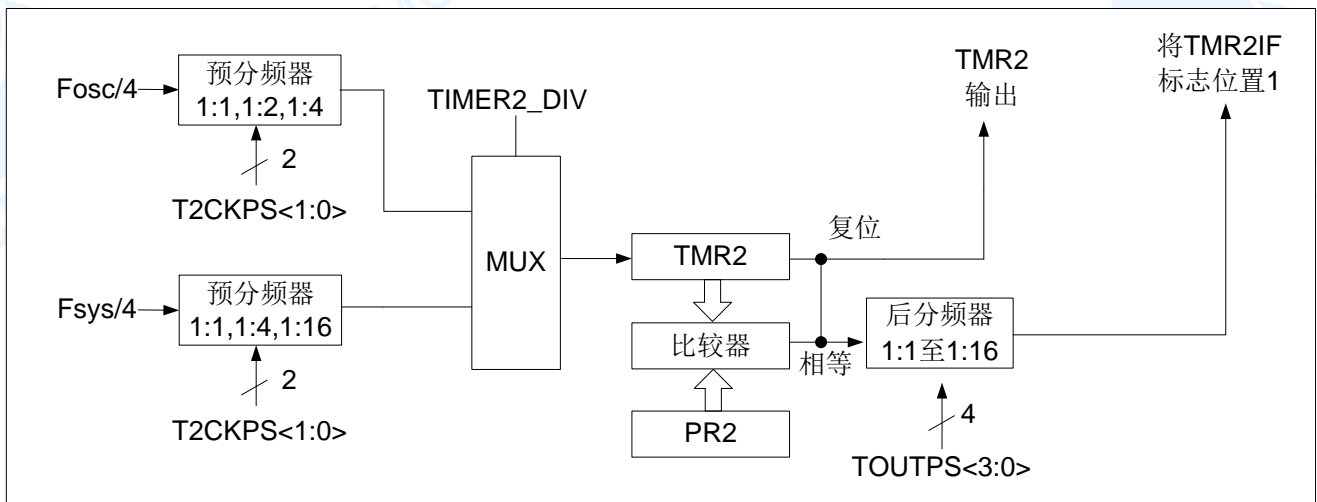 Fosc/4
预分频器
1:1,1:2,1:4
2
T2CKPS<1:0>
Fsys/4
预分频器
1:1,1:4,1:16
2
T2CKPS<1:0>
TIMER2_DIV
MUX
TMR2
比较器
PR2
复位
相等
TMR2
输出
后分频器
1:1至1:16
4
TOUTPS<3:0>
将TMR2IF
标志位置1